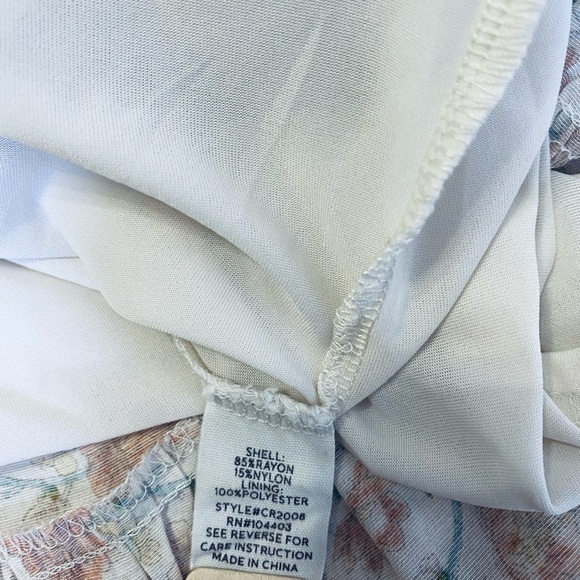 SHELL:
85%RAYON
15%NYLON
LINING:
100%POLYESTER
STYLE#CR2008
RN#104403
SEE REVERSE FOR
CARE INSTRUCTION
MADE IN CHINA